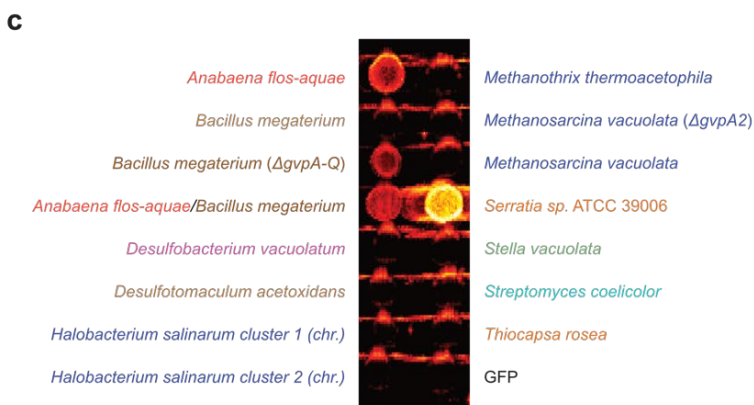 c
Anabaena flos-aquae
Methanothrix thermoacetophila
Bacillus megaterium
Methanosarcina vacuolata (ΔgvpA2)
Bacillus megaterium (ΔgvpA-Q)
Methanosarcina vacuolata
Anabaena flos-aquae/Bacillus megaterium
Serratia sp. ATCC 39006
Desulfobacterium vacuolatum
Stella vacuolata
Desulfotomaculum acetoxidans
Streptomyces coelicolor
Halobacterium salinarum cluster 1 (chr.)
Thiocapsa rosea
Halobacterium salinarum cluster 2 (chr.)
GFP